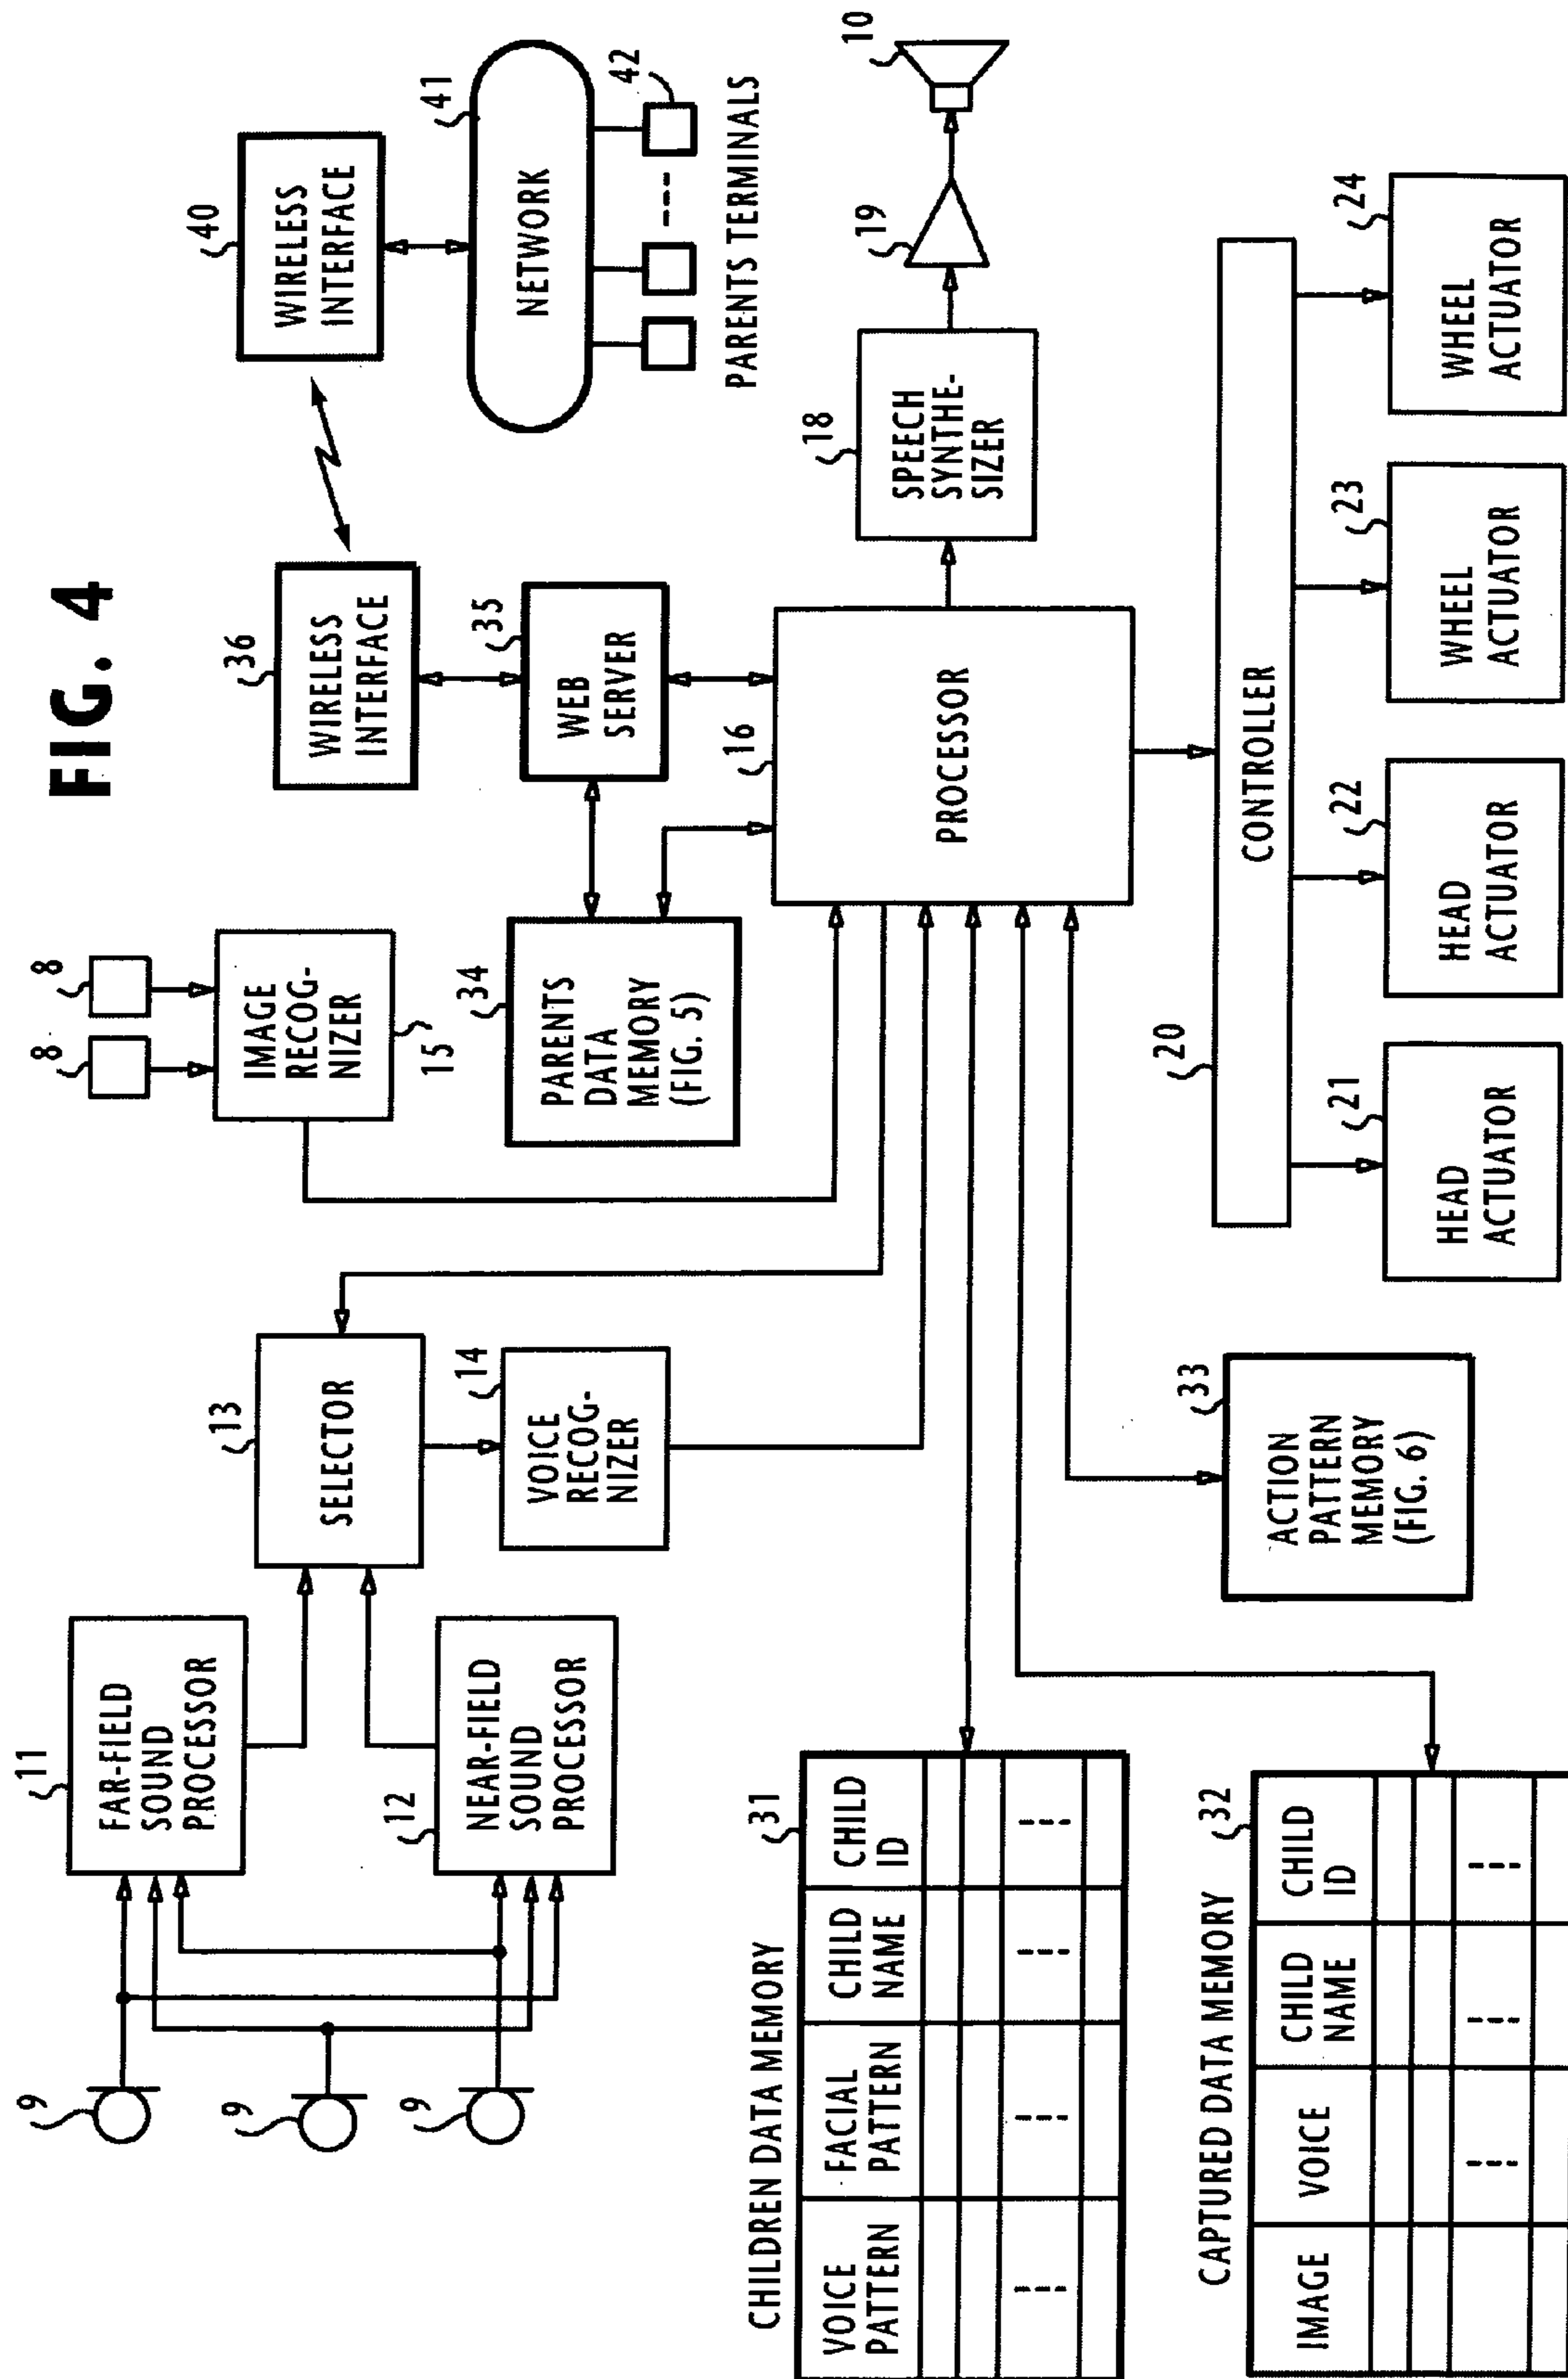 FIG. 4
9
9
9
11
FAR-FIELD
SOUND
PROCESSOR
12
NEAR-FIELD
SOUND
PROCESSOR
13
SELECTOR
14
VOICE
RECOG-
NIZER
8
8
IMAGE
RECOG-
NIZER
15
34
PARENTS
DATA
MEMORY
(FIG. 5)
36
WIRELESS
INTERFACE
35
WEB
SERVER
40
WIRELESS
INTERFACE
41
NETWORK
42
PARENTS TERMINALS
16
PROCESSOR
18
SPEECH
SYNTHE-
SIZER
19
10
CHILDREN DATA MEMORY
31
VOICE
PATTERN
FACIAL
PATTERN
CHILD
NAME
CHILD
ID
CAPTURED DATA MEMORY
32
IMAGE
VOICE
CHILD
NAME
CHILD
ID
33
ACTION
PATTERN
MEMORY
(FIG. 6)
20
CONTROLLER
21
HEAD
ACTUATOR
22
HEAD
ACTUATOR
23
WHEEL
ACTUATOR
24
WHEEL
ACTUATOR